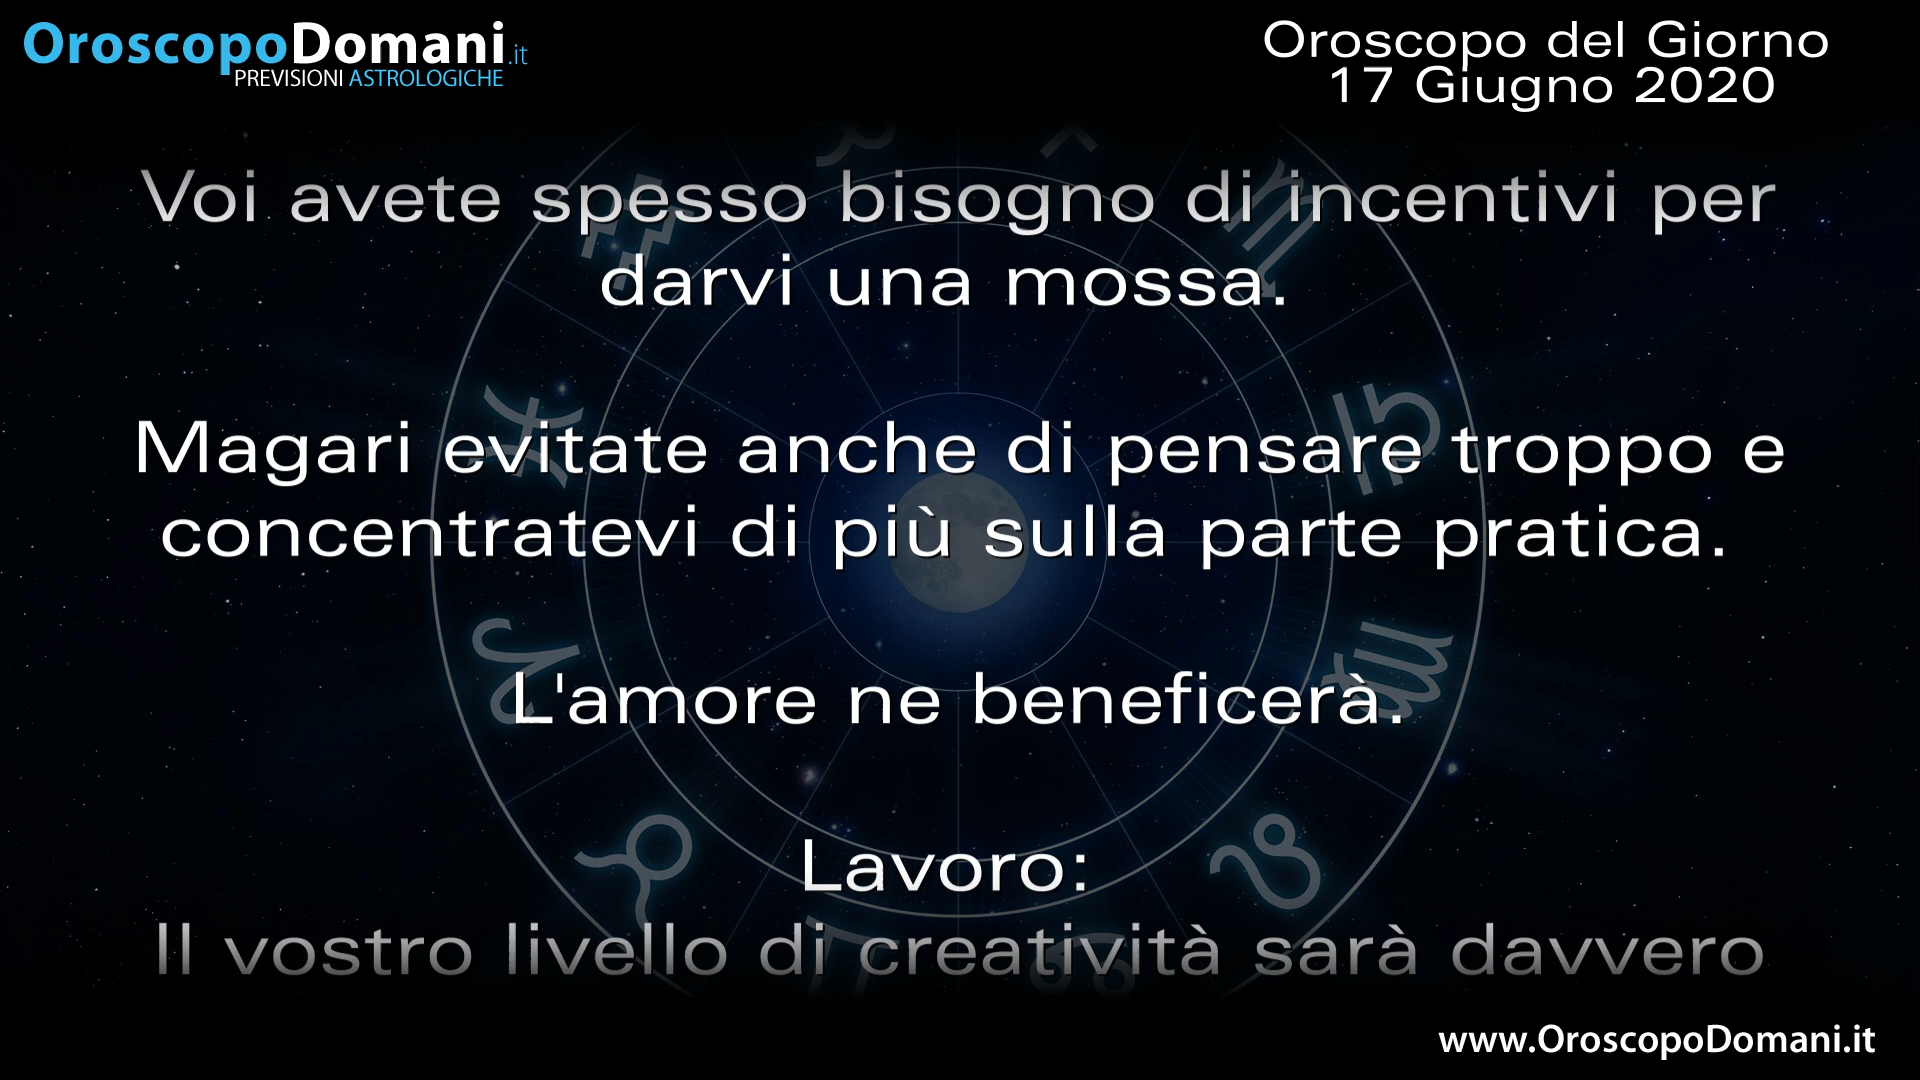 OroscopoDomani.it
PREVISIONI ASTROLOGICHE
Oroscopo del Giorno
17 Giugno 2020
Voi avete spesso bisogno di incentivi per
darvi una mossa.
Magari evitate anche di pensare troppo e
concentratevi di più sulla parte pratica.
L'amore ne beneficerà.
Lavoro:
Il vostro livello di creatività sarà davvero
www.OroscopoDomani.it